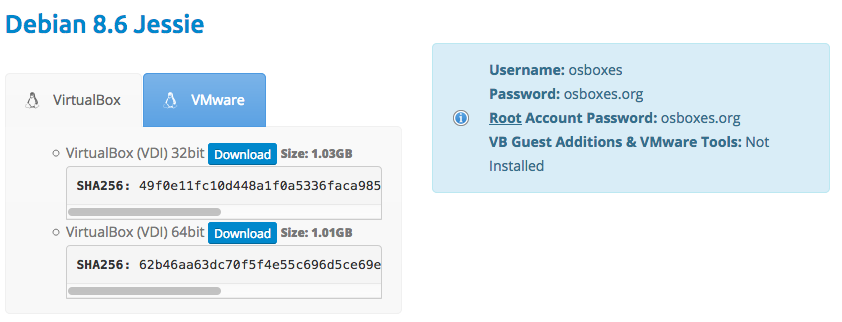 Debian 8.6 Jessie
VirtualBox
VMware
VirtualBox (VDI) 32bit Download Size: 1.03GB
SHA256: 49f0e11fc10d448a1f0a5336faca985
VirtualBox (VDI) 64bit Download Size: 1.01GB
SHA256: 62b46aa63dc70f5f4e55c696d5ce69e
Username: osboxes
Password: osboxes.org
Root Account Password: osboxes.org
VB Guest Additions & VMware Tools: Not
Installed